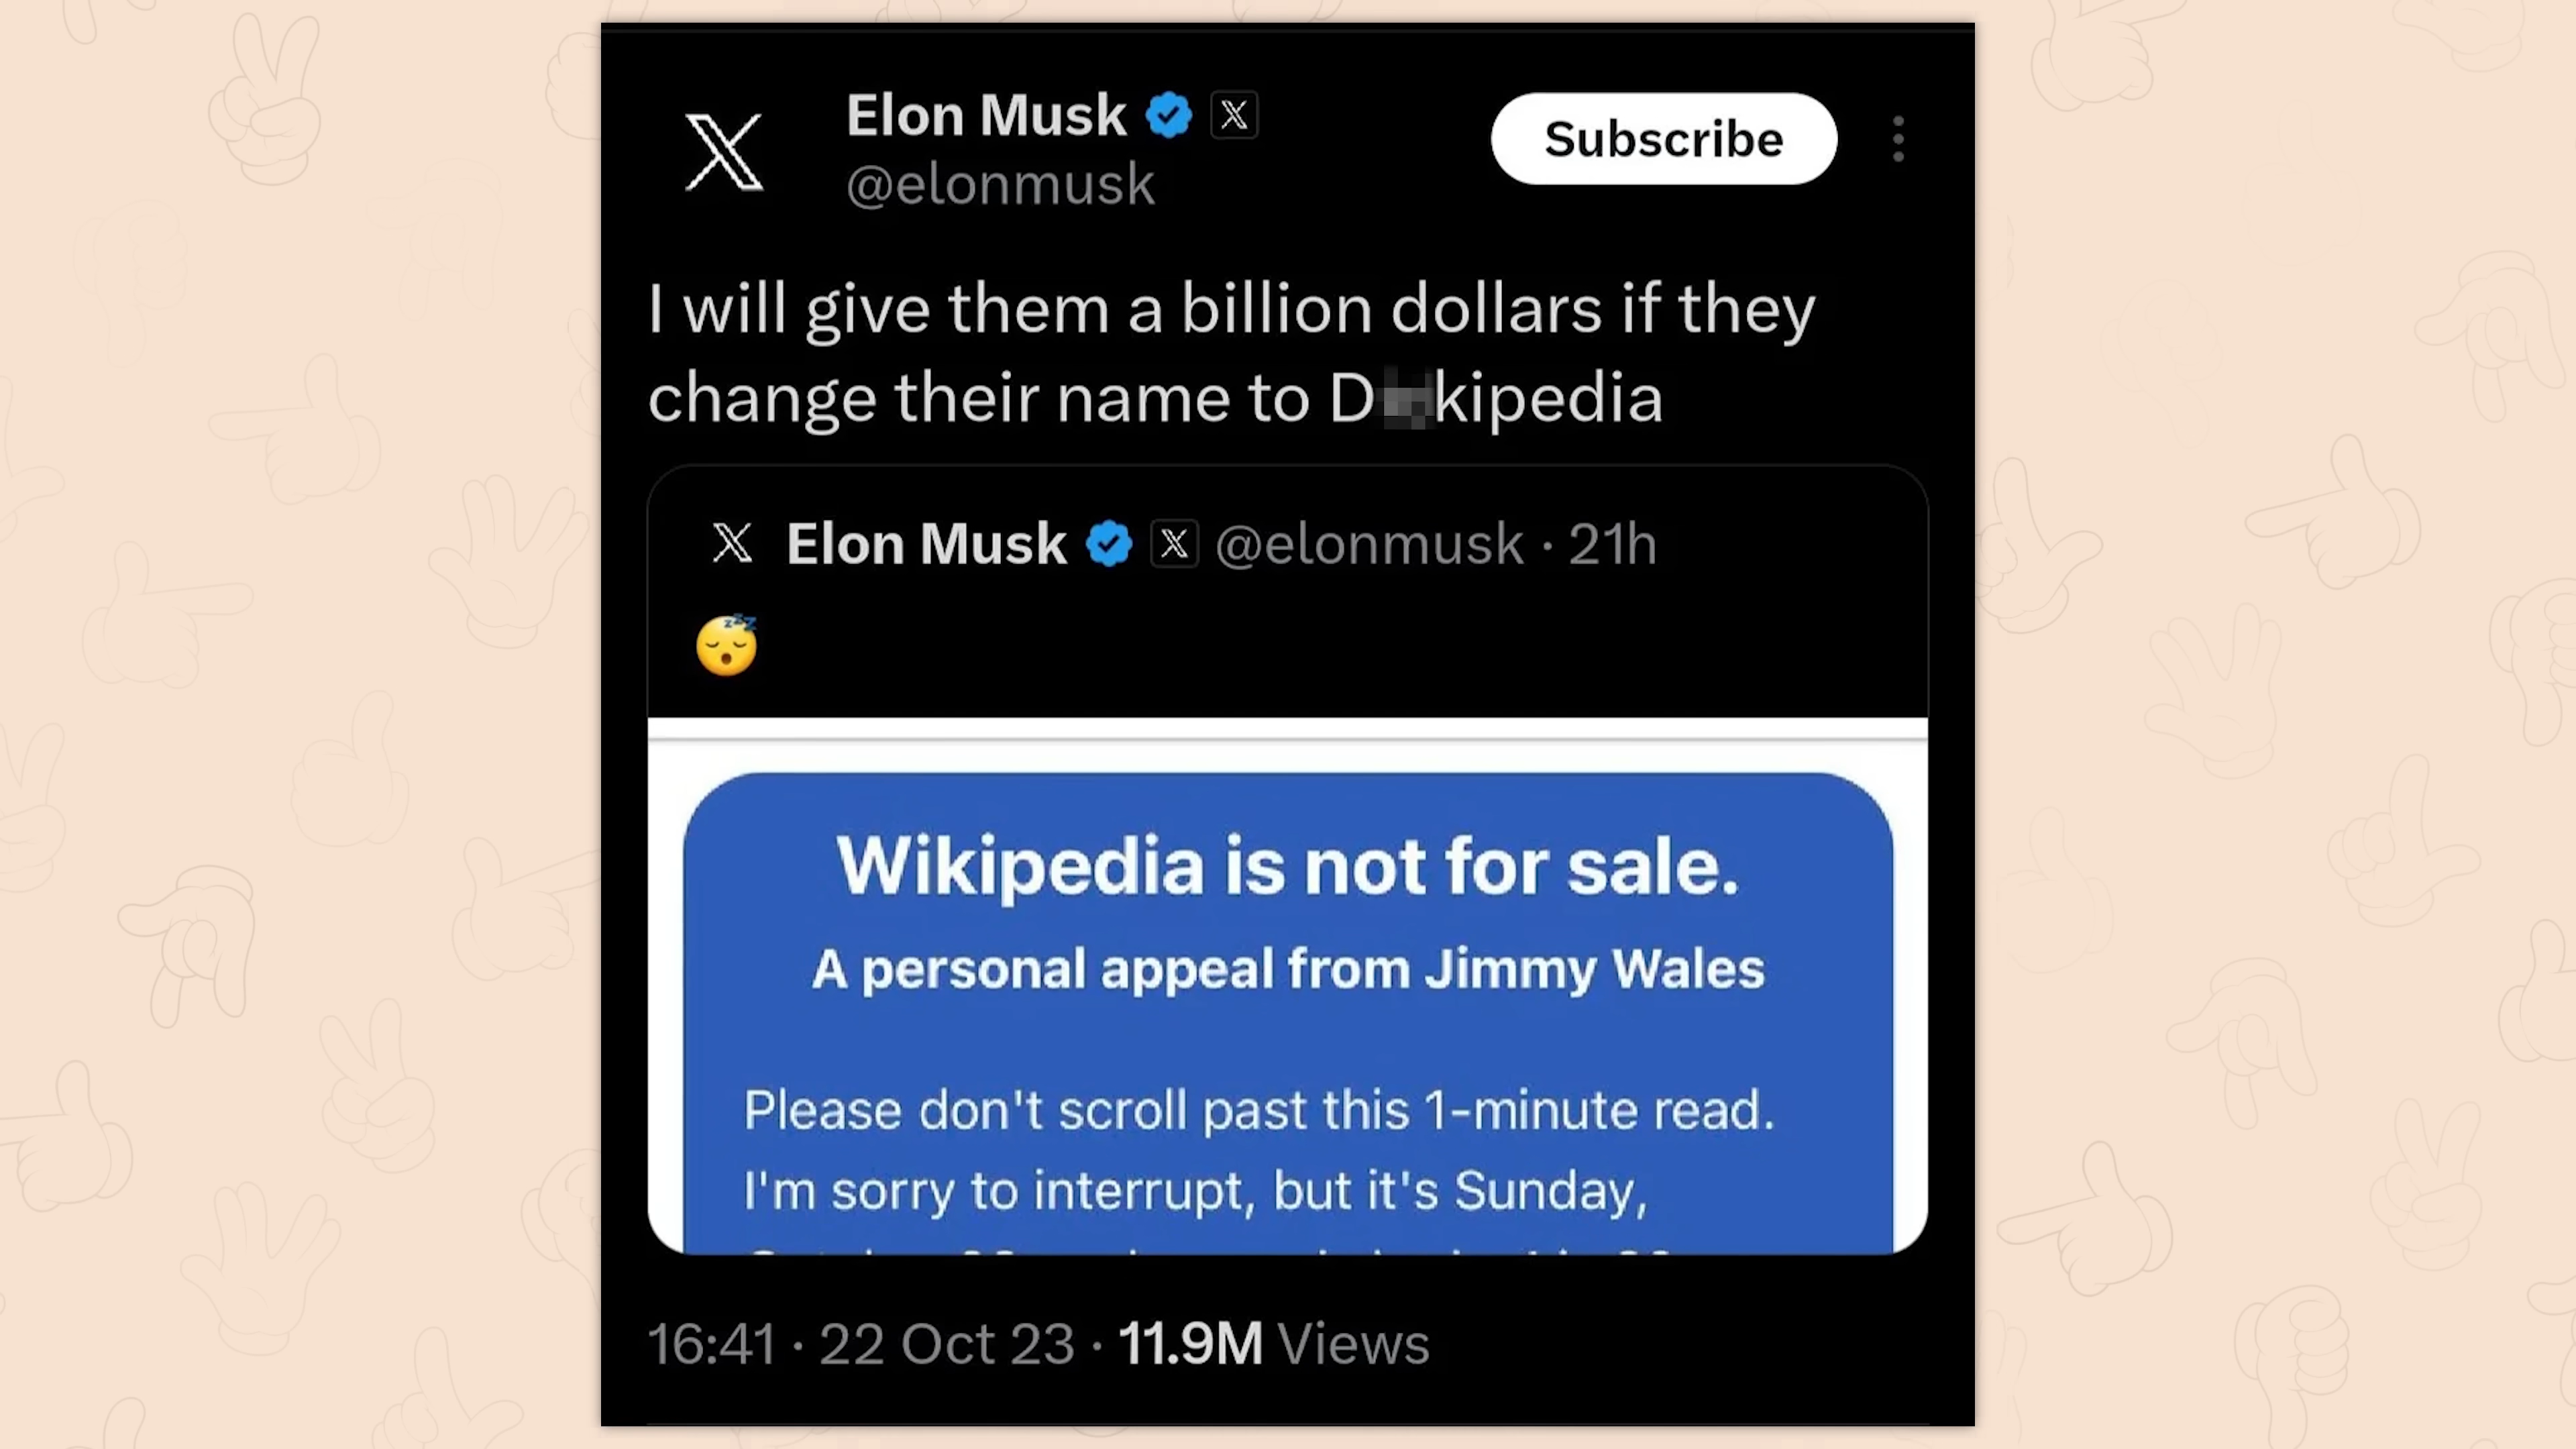 Elon Musk
@elonmusk
Subscribe
I will give them a billion dollars if they
change their name to
Elon Musk @elonmusk · 21h
Wikipedia is not for sale.
A personal appeal from Jimmy Wales
Please don't scroll past this 1-minute read.
I'm sorry to interrupt, but it's Sunday,
16:41 · 22 Oct 23 · 11.9M Views